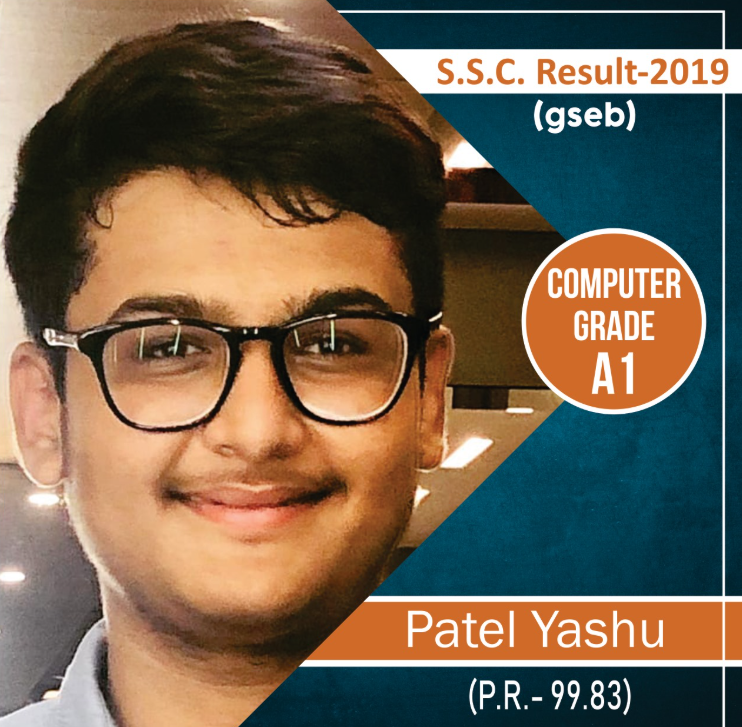 S.S.C. Result-2019
(gseb)
COMPUTER
GRADE
A1
Patel Yashu
(P.R.- 99.83)